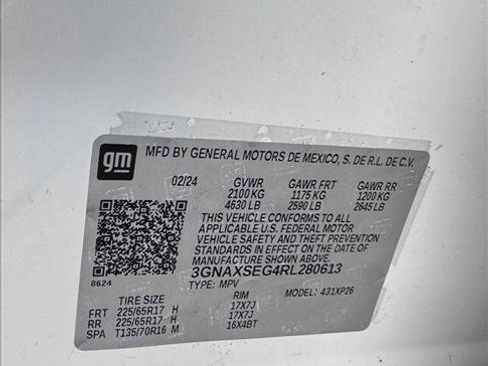 gm MFD BY GENERAL MOTORS DE MEXICO, S. DE R.L. DE C.V.
02/24 GVWR GAWR FRT GAWR RR
2100 KG 1175 KG 1200 KG
4630 LB 2590 LB 2645 LB
THIS VEHICLE CONFORMS TO ALL
APPLICABLE U.S. FEDERAL MOTOR
VEHICLE SAFETY AND THEFT PREVENTION
STANDARDS IN EFFECT ON THE DATE OF
MANUFACTURE SHOWN ABOVE.
3GNAXSEG4RL280613
8624 TYPE: MPV MODEL: 431XP26
TIRE SIZE RIM
FRT 225/65R17 H 17X7J
RR 225/65R17 H 17X7J
SPA T135/70R16 M 16X4BT